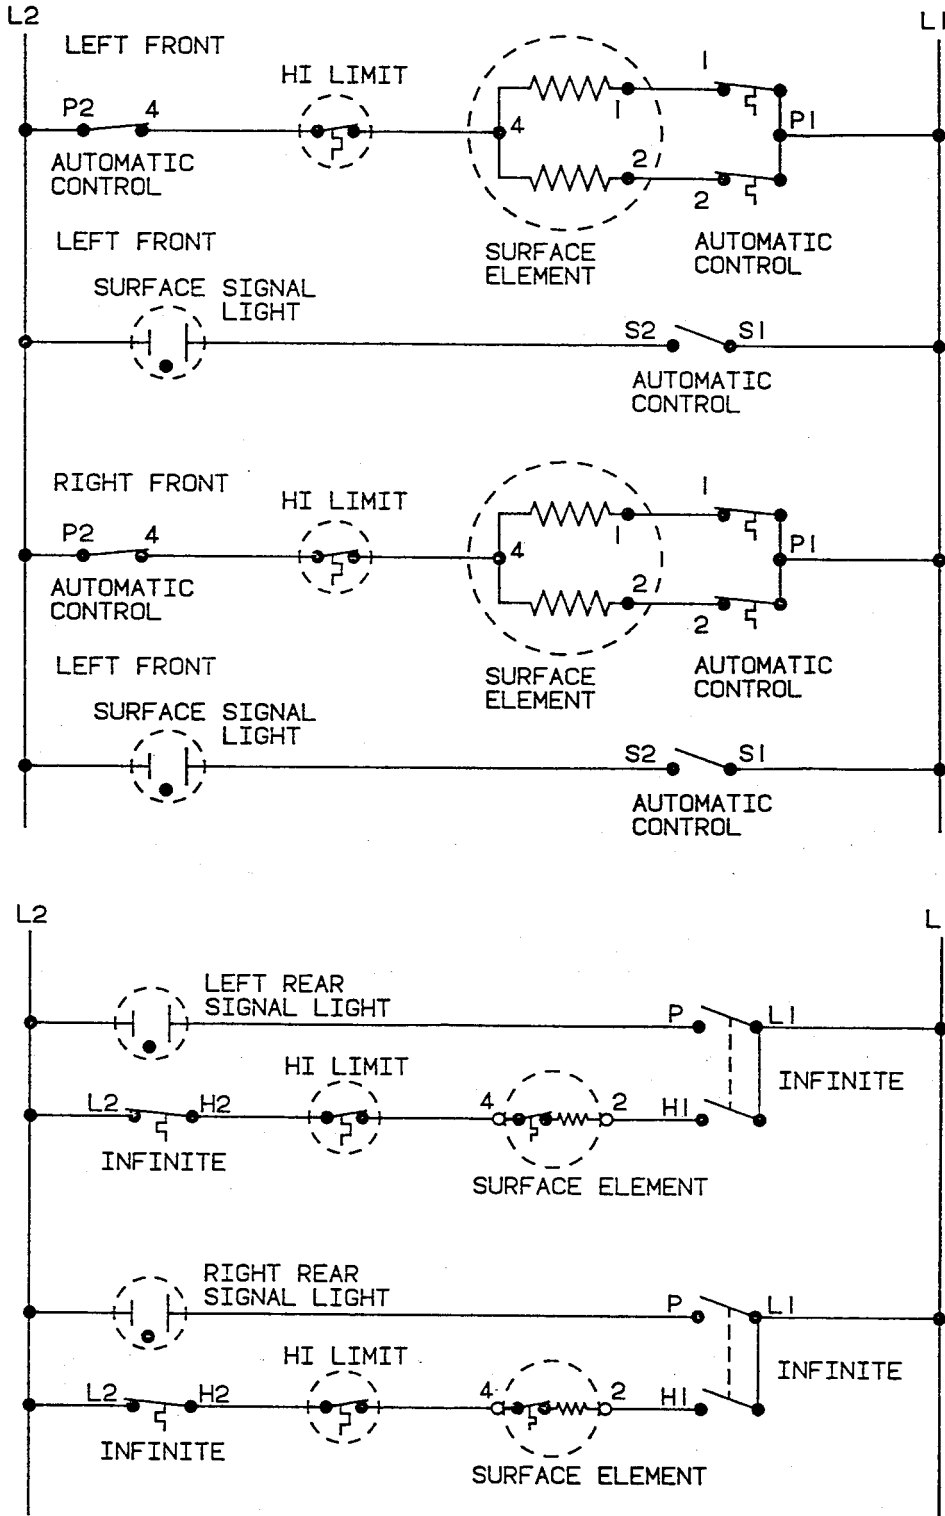 L2
L1
LEFT FRONT
HI LIMIT
1
P2 4
4
1
P1
AUTOMATIC
CONTROL
2
2
LEFT FRONT
SURFACE
ELEMENT
AUTOMATIC
CONTROL
SURFACE SIGNAL
LIGHT
S2 S1
AUTOMATIC
CONTROL
RIGHT FRONT
HI LIMIT
1
P2 4
4
1
P1
AUTOMATIC
CONTROL
2
2
LEFT FRONT
SURFACE
ELEMENT
AUTOMATIC
CONTROL
SURFACE SIGNAL
LIGHT
S2 S1
AUTOMATIC
CONTROL
L2
L
LEFT REAR
SIGNAL LIGHT
P L1
HI LIMIT
INFINITE
L2 H2
4 2
H1
INFINITE
SURFACE ELEMENT
RIGHT REAR
SIGNAL LIGHT
P L1
HI LIMIT
INFINITE
L2 H2
4 2
H1
INFINITE
SURFACE ELEMENT